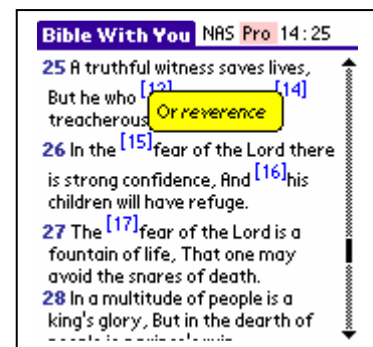 Bible With You NAS Pro 14:25
25 A truthful witness saves lives,
But he who [14]
treacherous
Or reverence
26 In the [15]fear of the Lord there
is strong confidence, And [16]his
children will have refuge.
27 The [17]fear of the Lord is a
fountain of life, That one may
avoid the snares of death.
28 In a multitude of people is a
king's glory, But in the dearth of